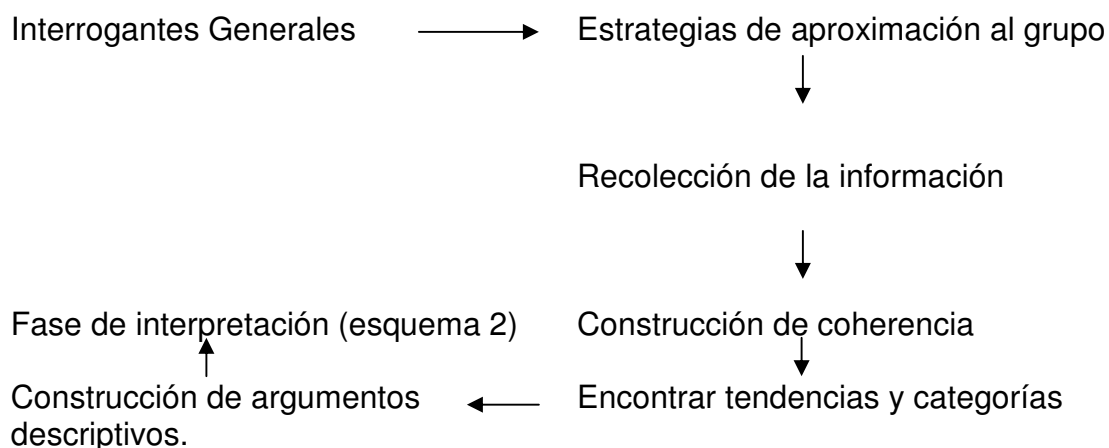 Interrogantes Generales
Estrategias de aproximación al grupo
Recolección de la información
Fase de interpretación (esquema 2)
Construcción de coherencia
Construcción de argumentos
descriptivos.
Encontrar tendencias y categorías